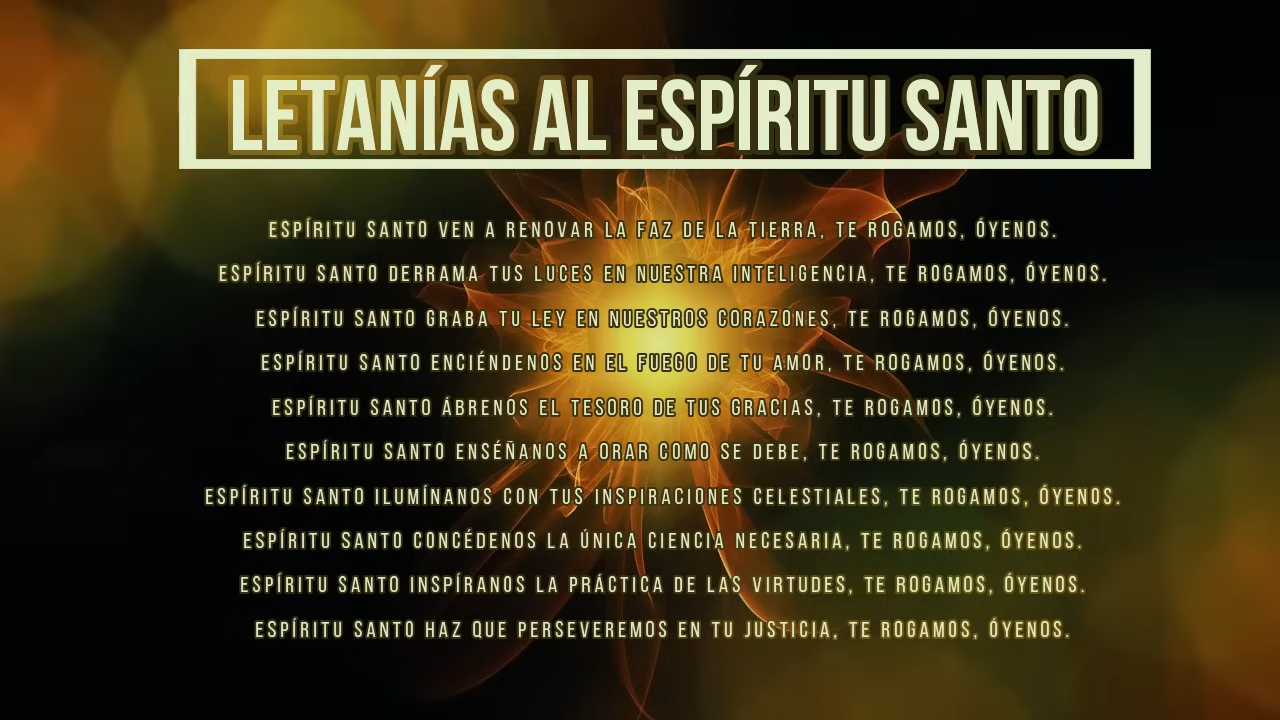 LETANÍAS AL ESPÍRITU SANTO
ESPÍRITU SANTO VEN A RENOVAR LA FAZ DE LA TIERRA, TE ROGAMOS, ÓYENOS.
ESPÍRITU SANTO DERRAMA TUS LUCES EN NUESTRA INTELIGENCIA, TE ROGAMOS, ÓYENOS.
ESPÍRITU SANTO GRABA TU LEY EN NUESTROS CORAZONES, TE ROGAMOS, ÓYENOS.
ESPÍRITU SANTO ENCIÉNDENOS EN EL FUEGO DE TU AMOR, TE ROGAMOS, ÓYENOS.
ESPÍRITU SANTO ÁBRENOS EL TESORO DE TUS GRACIAS, TE ROGAMOS, ÓYENOS.
ESPÍRITU SANTO ENSÉÑANOS A ORAR COMO SE DEBE, TE ROGAMOS, ÓYENOS.
ESPÍRITU SANTO ILUMÍNANOS CON TUS INSPIRACIONES CELESTIALES, TE ROGAMOS, ÓYENOS.
ESPÍRITU SANTO CONCÉDENOS LA ÚNICA CIENCIA NECESARIA, TE ROGAMOS, ÓYENOS.
ESPÍRITU SANTO INSPÍRANOS LA PRÁCTICA DE LAS VIRTUDES, TE ROGAMOS, ÓYENOS.
ESPÍRITU SANTO HAZ QUE PERSEVEREMOS EN TU JUSTICIA, TE ROGAMOS, ÓYENOS.